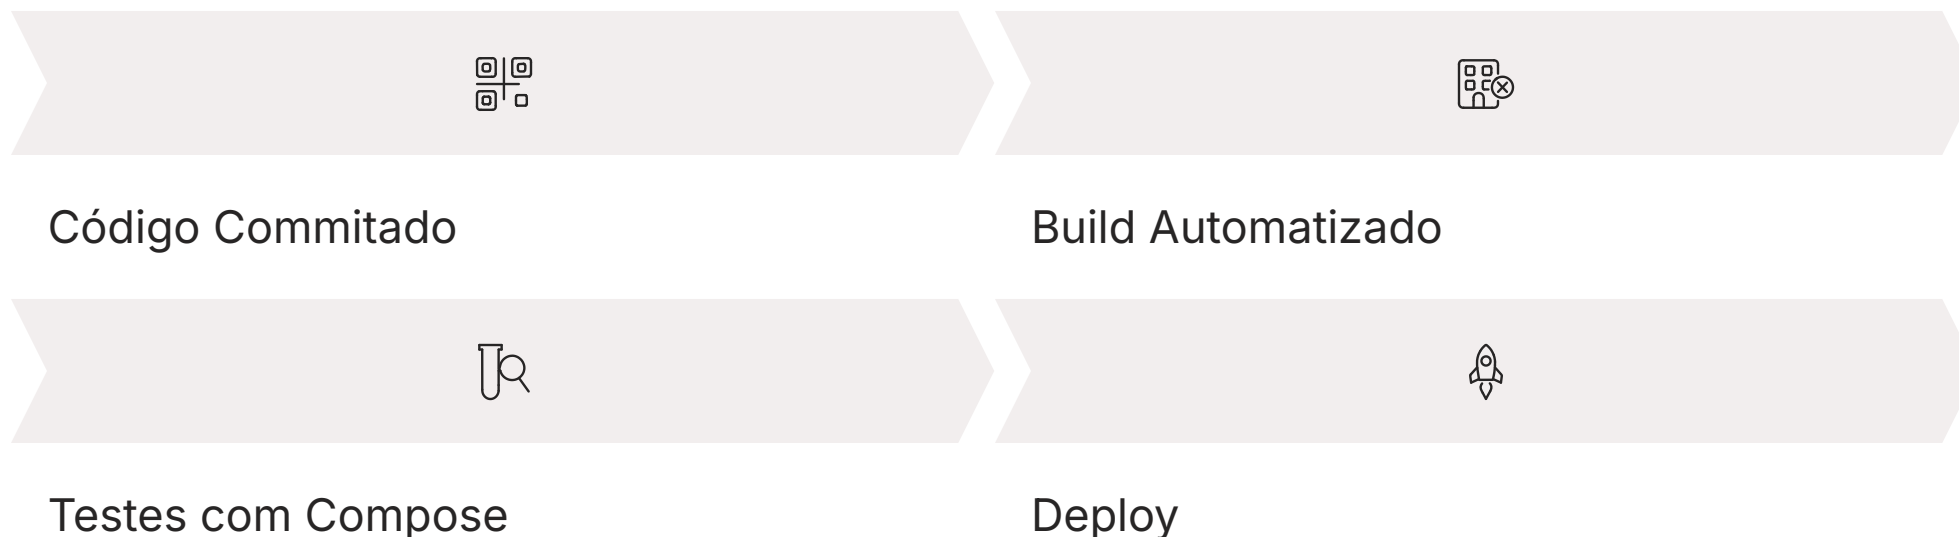 Código Commitado
Build Automatizado
Testes com Compose
Deploy